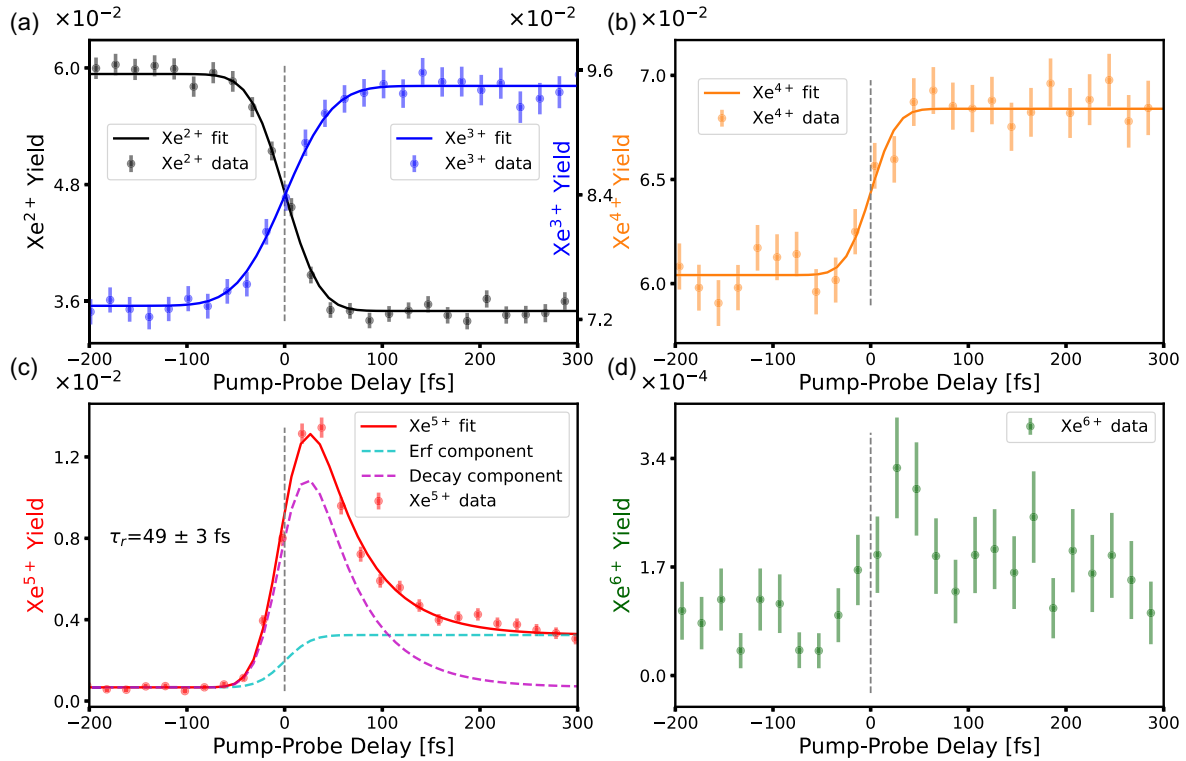 (a)
×10−2
×10−2
Xe2+ Yield
6.0
4.8
3.6
Xe2+ fit
Xe2+ data
Xe3+ fit
Xe3+ data
9.6
8.4
7.2
Xe3+ Yield
−200
−100
0
100
200
300
Pump-Probe Delay [fs]
(b)
×10−2
Xe4+ Yield
7.0
6.5
6.0
Xe4+ fit
Xe4+ data
−200
−100
0
100
200
300
Pump-Probe Delay [fs]
(c)
×10−2
Xe5+ Yield
1.2
0.8
0.4
0.0
Xe5+ fit
Erf component
Decay component
Xe5+ data
τr=49 ± 3 fs
−200
−100
0
100
200
300
Pump-Probe Delay [fs]
(d)
×10−4
Xe6+ Yield
3.4
1.7
0.0
Xe6+ data
−200
−100
0
100
200
300
Pump-Probe Delay [fs]